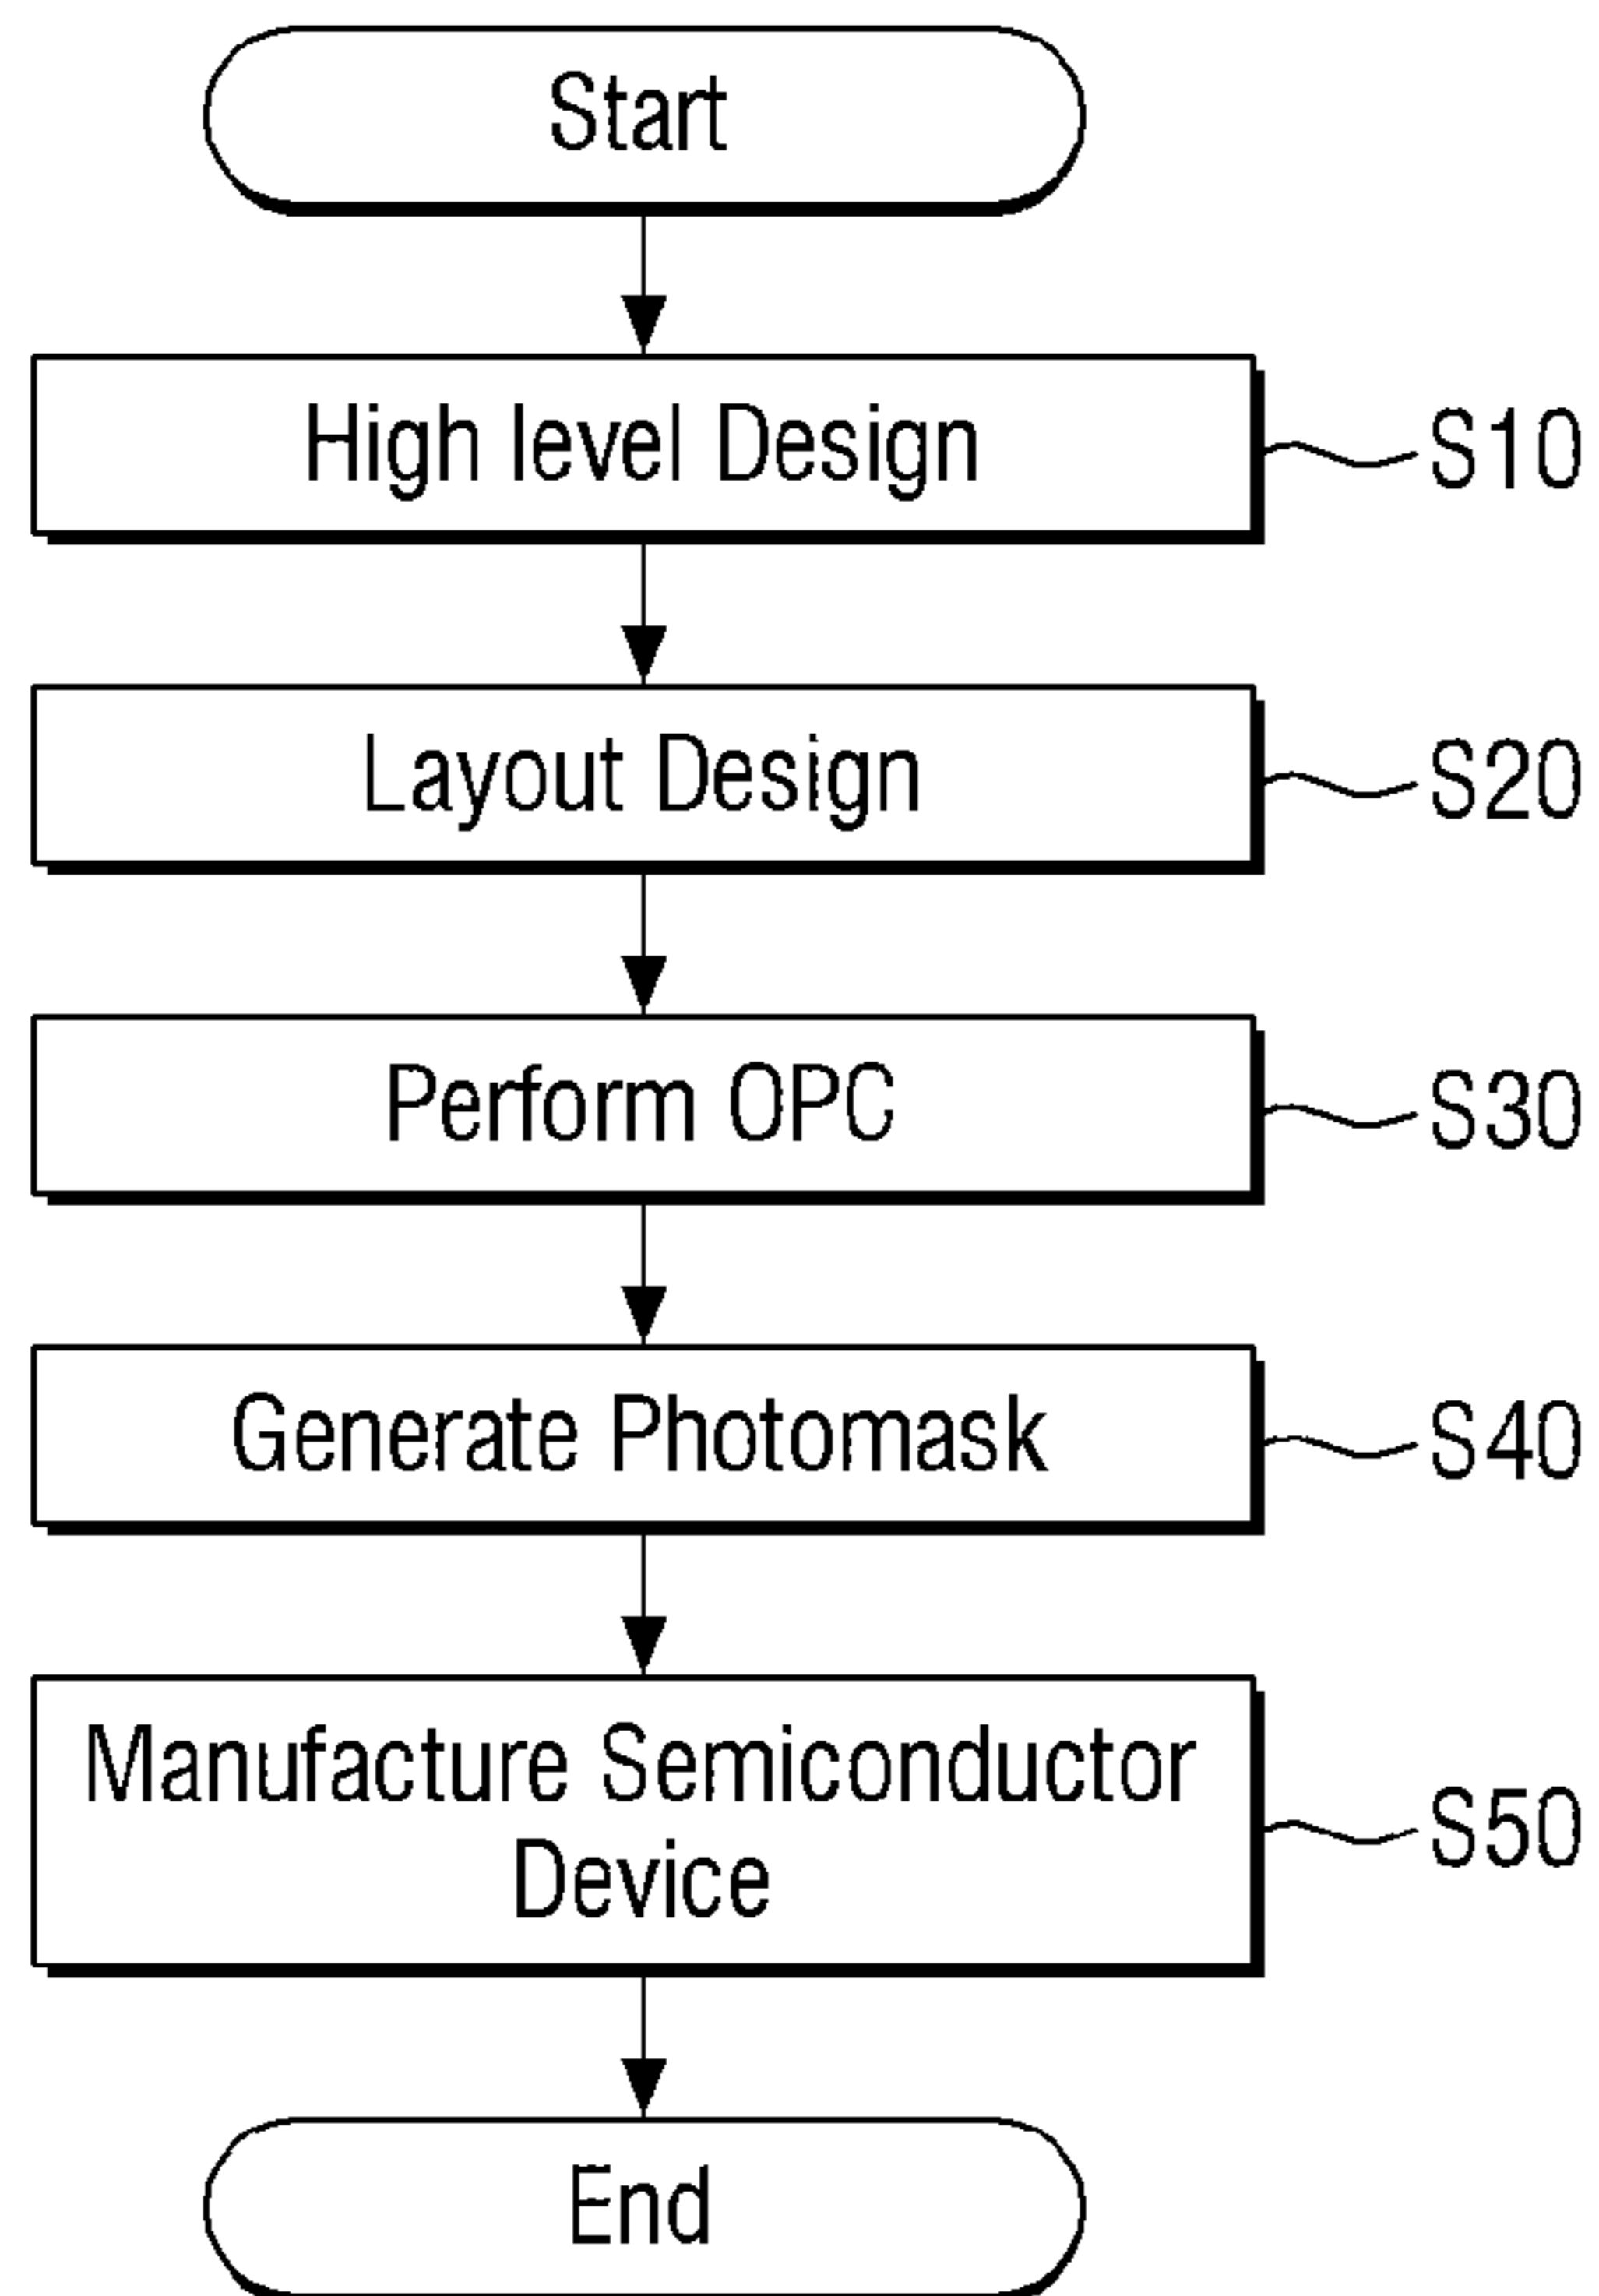 Start
High level Design
S10
Layout Design
S20
Perform OPC
S30
Generate Photomask
S40
Manufacture Semiconductor
Device
S50
End